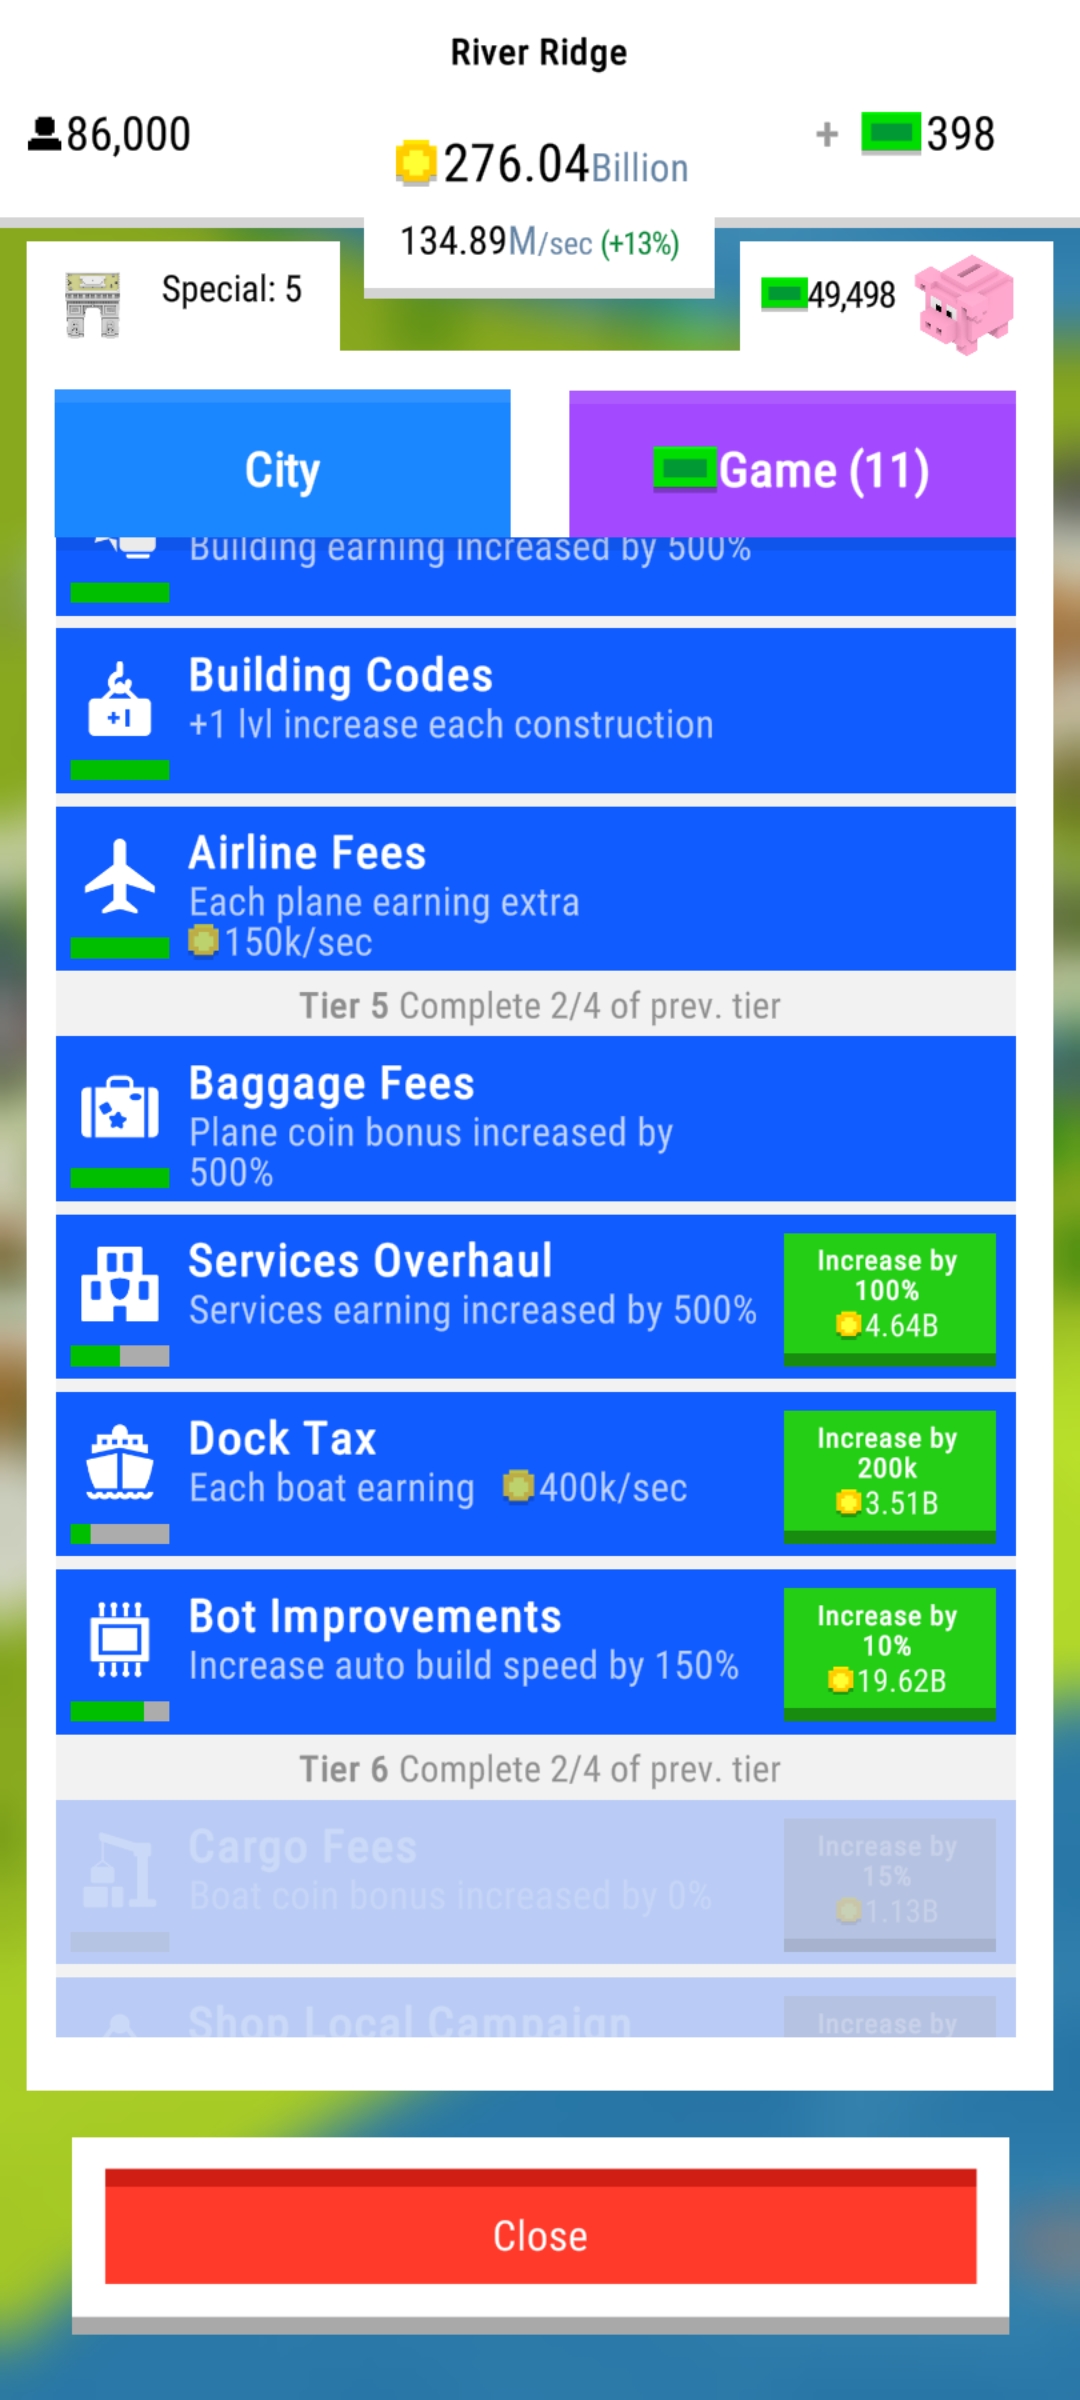 River Ridge
86,000
276.04Billion
+ 398
134.89M/sec (+13%)
Special: 5
49,498
City
Game (11)
Building earning increased by 500%
Building Codes
+1
+1 lvl increase each construction
Airline Fees
Each plane earning extra
150k/sec
Tier 5 Complete 2/4 of prev. tier
Baggage Fees
Plane coin bonus increased by
500%
Services Overhaul
Services earning increased by 500%
Increase by
100%
4.64B
Dock Tax
Each boat earning 400k/sec
Increase by
200k
3.51B
Bot Improvements
Increase auto build speed by 150%
Increase by
10%
19.62B
Tier 6 Complete 2/4 of prev. tier
Cargo Fees
Boat coin bonus increased by 0%
Increase by
15%
1.13B
Shop Local Campaign
Increase by
Close